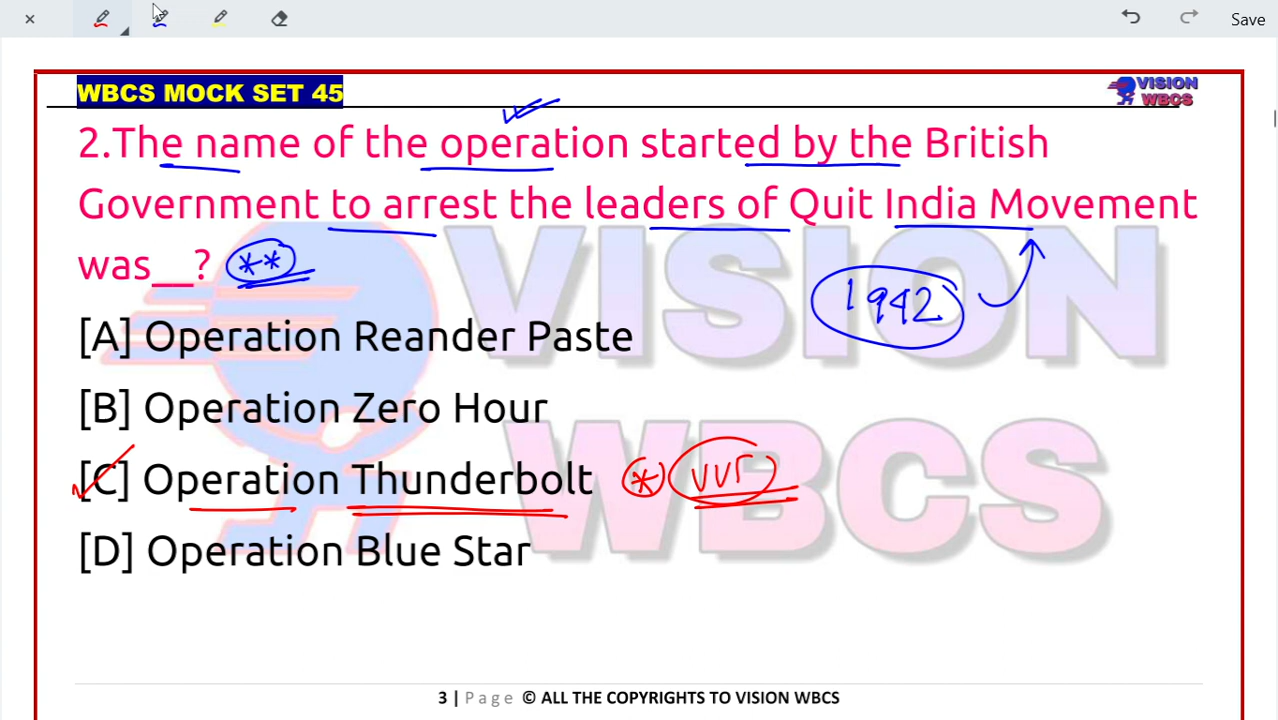 Save
WBCS MOCK SET 45
VISION
WBCS
2.The name of the operation started by the British
Government to arrest the leaders of Quit India Movement
was__? **
1942
[A] Operation Reander Paste
[B] Operation Zero Hour
[C] Operation Thunderbolt *
[D] Operation Blue Star
VISION
WBCS
3 | Page © ALL THE COPYRIGHTS TO VISION WBCS